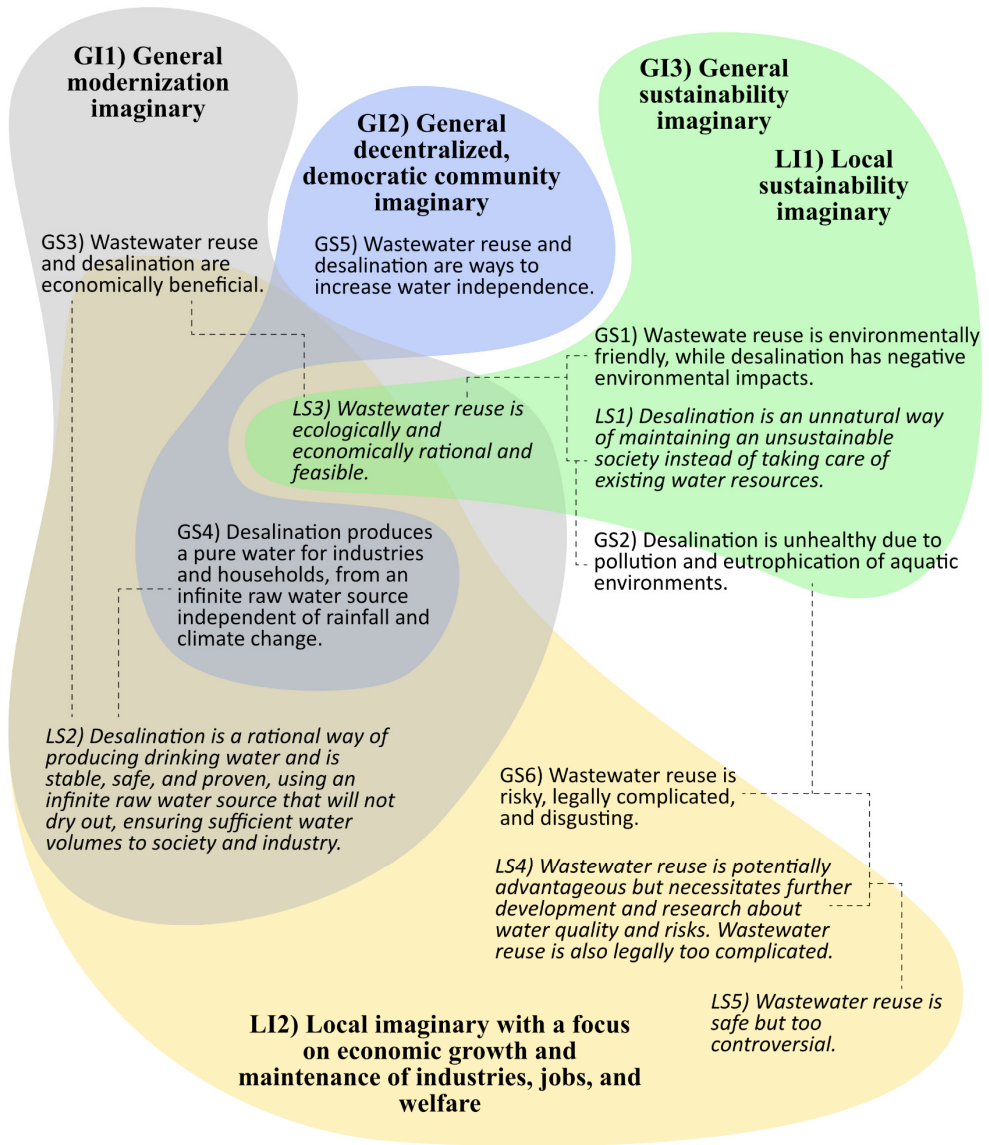 GI1) General
modernization
imaginary
GI2) General
decentralized,
democratic community
imaginary
GI3) General
sustainability
imaginary
LI1) Local
sustainability
imaginary
GS3) Wastewater reuse
and desalination are
economically beneficial.
GS5) Wastewater reuse and
desalination are ways to
increase water independence.
GS1) Wastewate reuse is environmentally
friendly, while desalination has negative
environmental impacts.
LS3) Wastewater reuse is
ecologically and
economically rational and
feasible.
LS1) Desalination is an unnatural way
of maintaining an unsustainable
society instead of taking care of
existing water resources.
GS4) Desalination produces
a pure water for industries
and households, from an
infinite raw water source
independent of rainfall and
climate change.
GS2) Desalination is unhealthy due to
pollution and eutrophication of aquatic
environments.
LS2) Desalination is a rational way of
producing drinking water and is
stable, safe, and proven, using an
infinite raw water source that will not
dry out, ensuring sufficient water
volumes to society and industry.
GS6) Wastewater reuse is
risky, legally complicated,
and disgusting.
LS4) Wastewater reuse is potentially
advantageous but necessitates further
development and research about
water quality and risks. Wastewater
reuse is also legally too complicated.
LS5) Wastewater reuse is
safe but too
controversial.
LI2) Local imaginary with a focus
on economic growth and
maintenance of industries, jobs, and
welfare